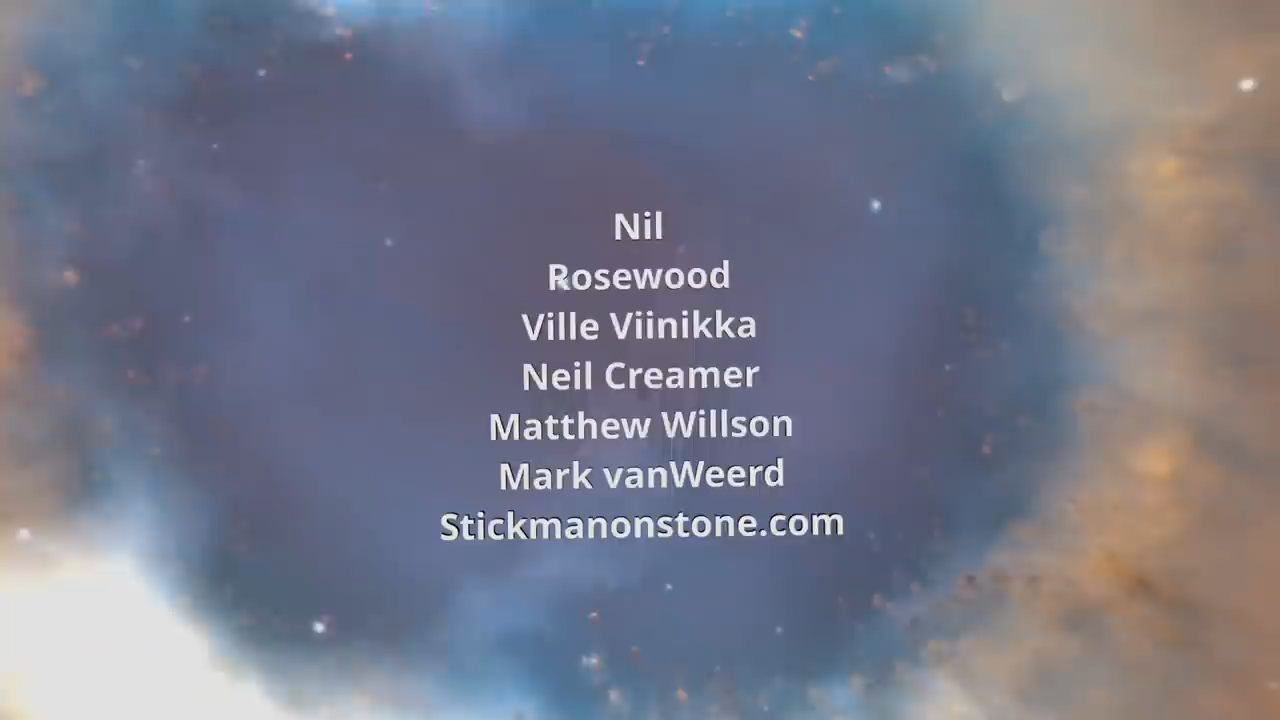 Nil
Rosewood
Ville Viinikka
Neil Creamer
Matthew Willson
Mark vanWeerd
Stickmanonstone.com